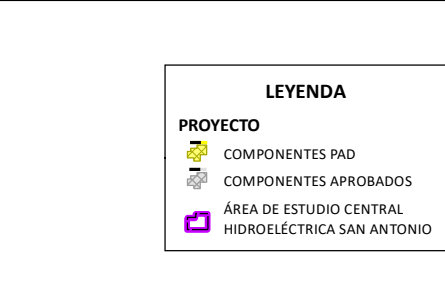 LEYENDA
PROYECTO
COMPONENTES PAD
COMPONENTES APROBADOS
ÁREA DE ESTUDIO CENTRAL
HIDROELÉCTRICA SAN ANTONIO